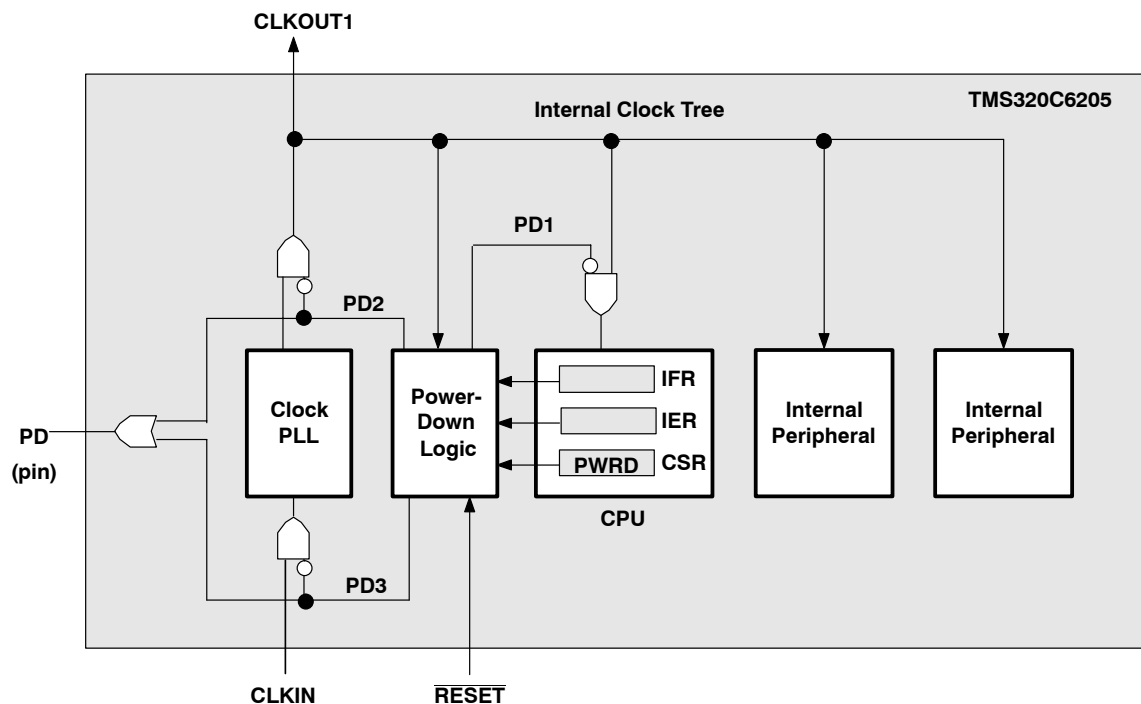 CLKOUT1
TMS320C6205
Internal Clock Tree
PD1
PD2
Clock
PLL
Power-
Down
Logic
IFR
IER
PWRD
CSR
CPU
Internal
Peripheral
Internal
Peripheral
PD
(pin)
PD3
CLKIN
RESET